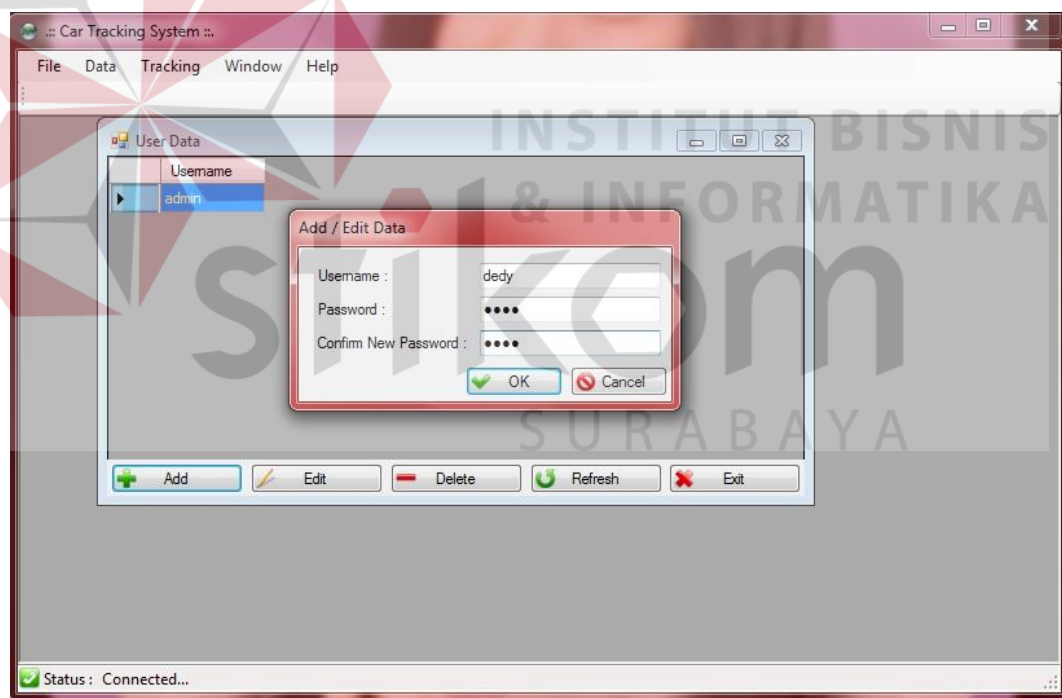 .:: Car Tracking System ::.
File Data Tracking Window Help
INSTITUT BISNIS
& INFORMATIKA
stikom
SURABAYA
User Data
Username
admin
Add / Edit Data
Username : dedy
Password : ••••
Confirm New Password : ••••
OK Cancel
Add Edit Delete Refresh Exit
Status : Connected...